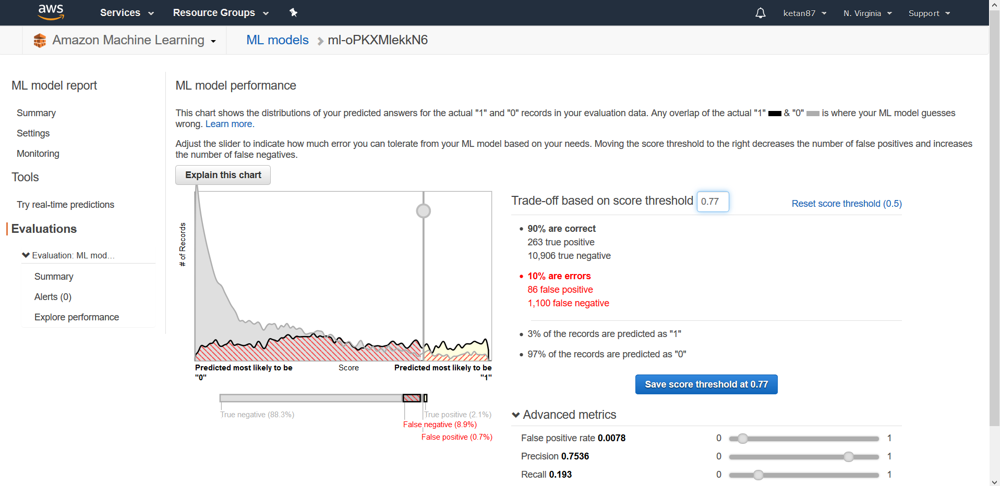 aws
Services
Resource Groups
ketan87
N. Virginia
Support
Amazon Machine Learning
ML models
ml-oPKXMlekkN6
ML model report
Summary
Settings
Monitoring
Tools
Try real-time predictions
Evaluations
Evaluation: ML mod…
Summary
Alerts (0)
Explore performance
ML model performance
This chart shows the distributions of your predicted answers for the actual "1" and "0" records in your evaluation data. Any overlap of the actual "1" & "0" is where your ML model guesses
wrong. Learn more.
Adjust the slider to indicate how much error you can tolerate from your ML model based on your needs. Moving the score threshold to the right decreases the number of false positives and increases
the number of false negatives.
Explain this chart
# of Records
Predicted most likely to be
"0"
Score
Predicted most likely to be
"1"
True negative (88.3%)
True positive (2.1%)
False negative (8.9%)
False positive (0.7%)
Trade-off based on score threshold 0.77
Reset score threshold (0.5)
• 90% are correct
263 true positive
10,906 true negative
• 10% are errors
86 false positive
1,100 false negative
• 3% of the records are predicted as "1"
• 97% of the records are predicted as "0"
Save score threshold at 0.77
Advanced metrics
False positive rate 0.0078 0 1
Precision 0.7536 0 1
Recall 0.193 0 1